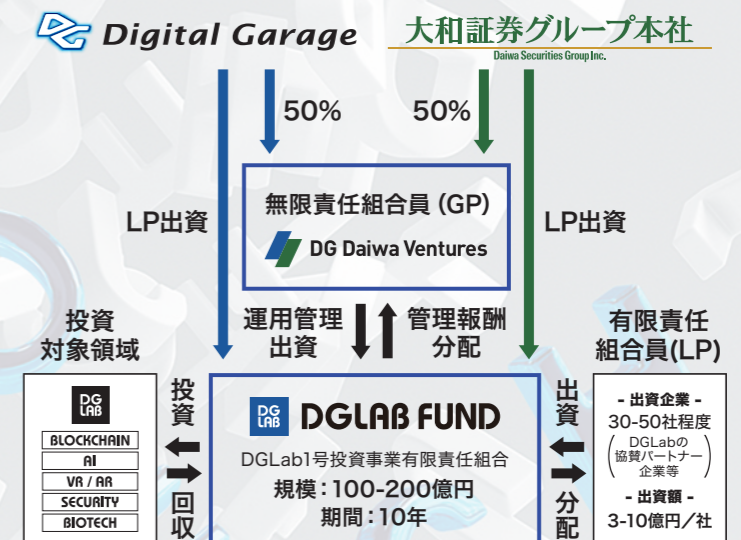 DG Digital Garage
大和証券グループ本社
Daiwa Securities Group Inc.
50%
50%
LP出資
LP出資
無限責任組合員 (GP)
DG Daiwa Ventures
運用管理
出資
管理報酬
分配
投資
対象領域
有限責任
組合員(LP)
DG
LAB
BLOCKCHAIN
AI
VR / AR
SECURITY
BIOTECH
投資
回収
DG
LAB
DGLAB FUND
DGLab1号投資事業有限責任組合
規模：100-200億円
期間：10年
出資
分配
- 出資企業 -
30-50社程度
(DGLabの
協賛パートナー
企業等)
- 出資額 -
3-10億円／社